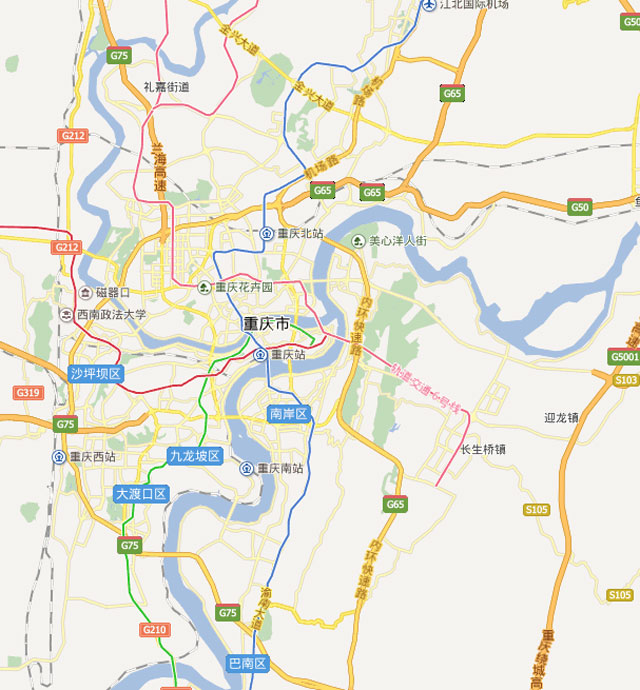 江北国际机场
G50
金兴大道
G75
礼嘉街道
机场路
金兴大道
G65
G212
兰海高速
机场路
G65
G65
G50
重庆北站
美心洋人街
G212
重庆花卉园
磁器口
西南政法大学
内环快速路
重庆市
重庆站
G5001
沙坪坝区
轨道交通6号线
S103
G319
南岸区
G75
迎龙镇
重庆西站
九龙坡区
长生桥镇
重庆南站
大渡口区
G65
S105
G75
内环快速路
渝南大道
S105
G75
G210
重庆绕城高
巴南区